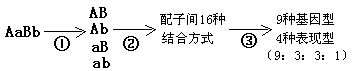 AaBb
①
AB
Ab
aB
ab
②
配子间16种
结合方式
③
9种基因型
4种表现型
(9:3:3:1)